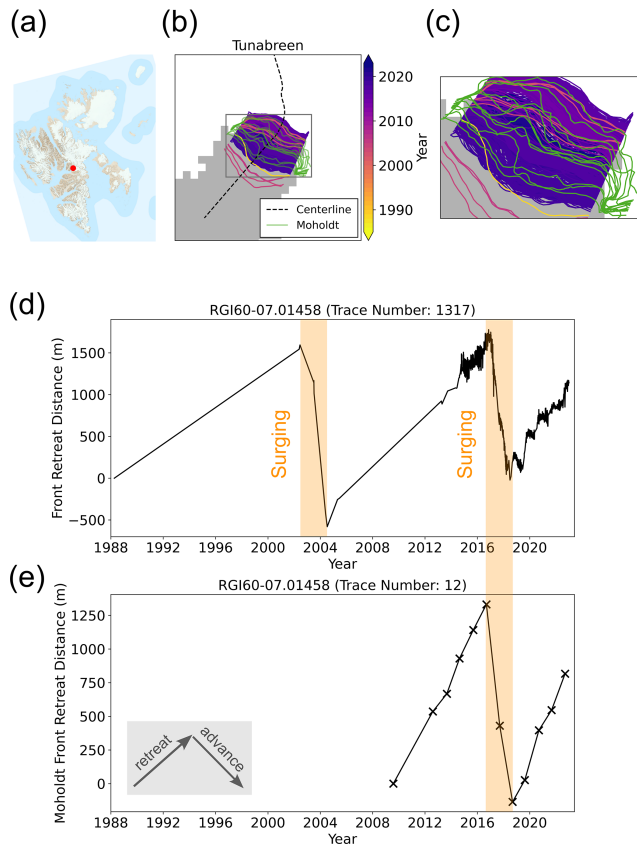 (a)
(b)
(c)
Tunabreen
2020
2010
2000
1990
Year
Centerline
Moholdt
(d)
RGI60-07.01458 (Trace Number: 1317)
Front Retreat Distance (m)
1500
1000
500
0
−500
Surging
Surging
1988 1992 1996 2000 2004 2008 2012 2016 2020
Year
(e)
RGI60-07.01458 (Trace Number: 12)
Moholdt Front Retreat Distance (m)
1250
1000
750
500
250
0
retreat
advance
1988 1992 1996 2000 2004 2008 2012 2016 2020
Year